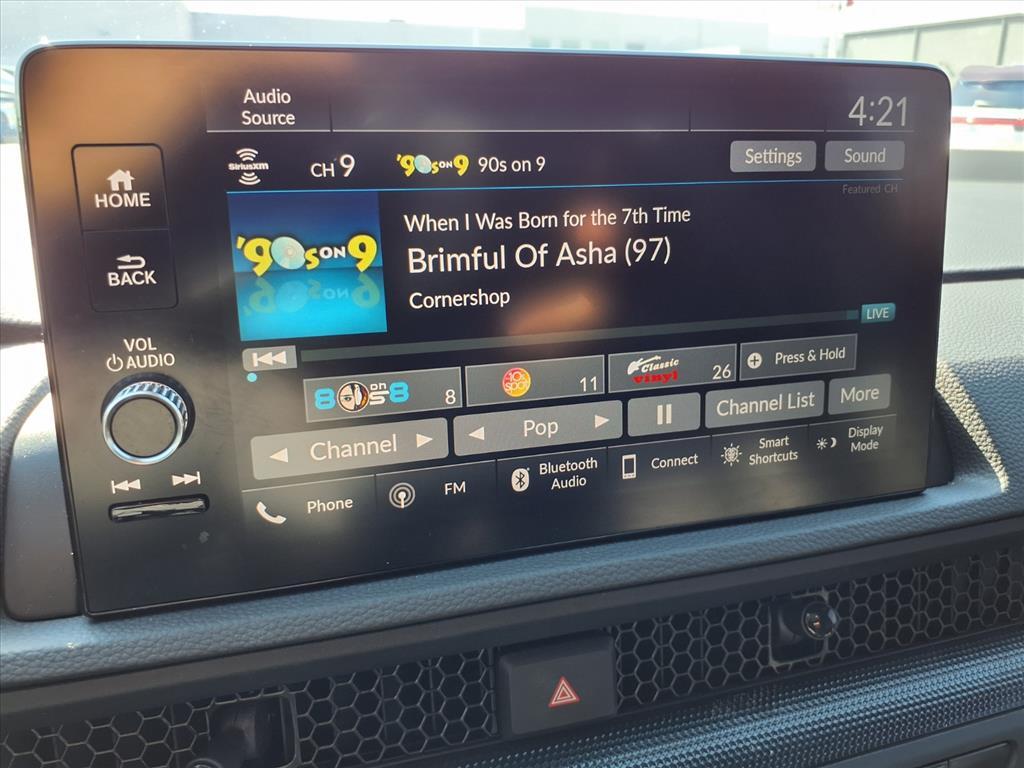 Audio
Source
4:21
HOME
BACK
VOL
AUDIO
SiriusXM
CH 9
'90s ON 9
90s on 9
Settings
Sound
Featured CH
'90s ON 9
When I Was Born for the 7th Time
Brimful Of Asha (97)
Cornershop
LIVE
80s on 8
8
11
Classic
vinyl
26
Press & Hold
Channel
Pop
Channel List
More
Phone
FM
Bluetooth
Audio
Connect
Smart
Shortcuts
Display
Mode